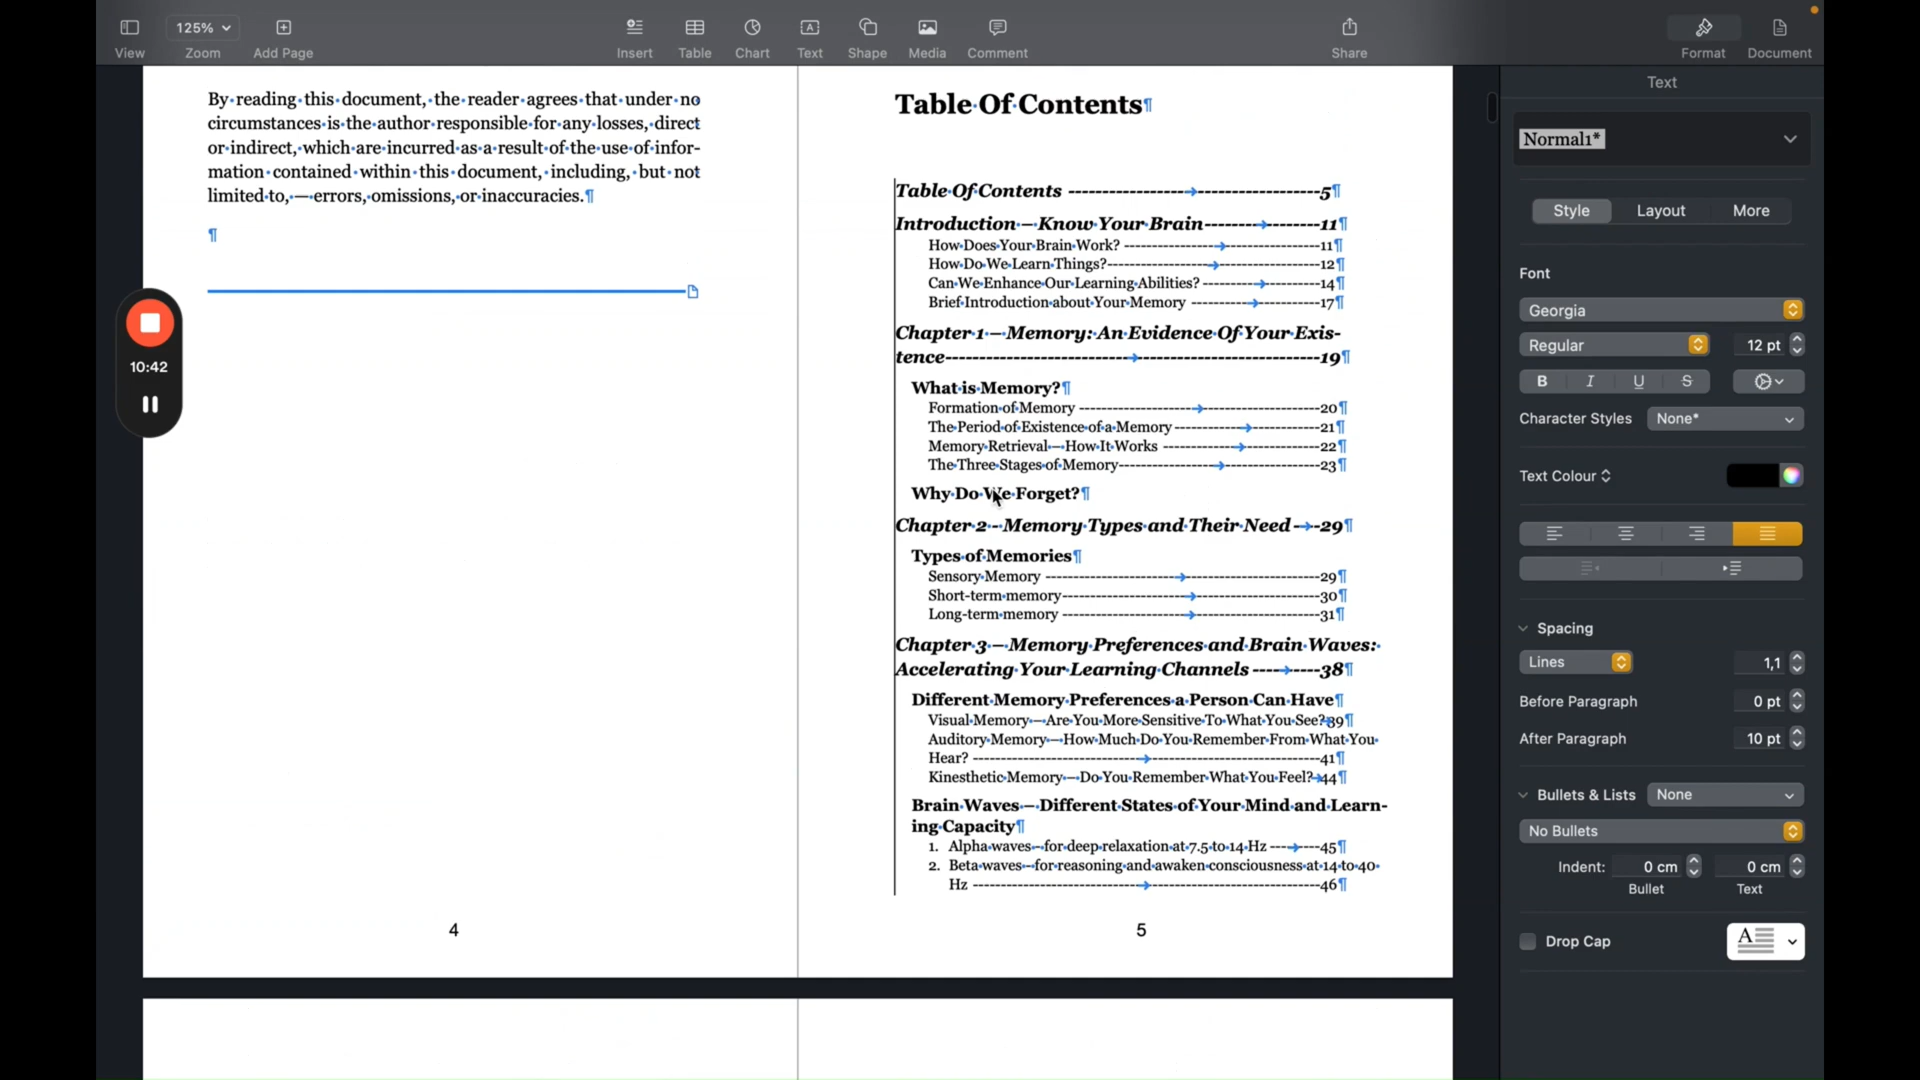 View
125%
Zoom
Add Page
Insert
Table
Chart
Text
Shape
Media
Comment
Share
Format
Document
By reading this document, the reader agrees that under no
circumstances is the author responsible for any losses, direct
or indirect, which are incurred as a result of the use of infor-
mation contained within this document, including, but not
limited to, — errors, omissions, or inaccuracies.¶
¶
10:42
4
Table Of Contents¶
Table Of Contents ---------------------→---------------------5¶
Introduction – Know Your Brain----------→---------11¶
How Does Your Brain Work? ----------------→----------------11¶
How Do We Learn Things?------------------→------------------12¶
Can We Enhance Our Learning Abilities? ----------→----------14¶
Brief Introduction about Your Memory -----------→-----------17¶
Chapter 1 – Memory: An Evidence Of Your Exis-
tence-------------------------------→-------------------------------19¶
What is Memory?¶
Formation of Memory --------------------→--------------------20¶
The Period of Existence of a Memory------------→------------21¶
Memory Retrieval – How It Works -------------→-------------22¶
The Three Stages of Memory-----------------→-----------------23¶
Why Do We Forget?¶
Chapter 2 - Memory Types and Their Need -→-29¶
Types of Memories¶
Sensory Memory -----------------------→-----------------------29¶
Short-term memory----------------------→----------------------30¶
Long-term memory ----------------------→----------------------31¶
Chapter 3 – Memory Preferences and Brain Waves:
Accelerating Your Learning Channels ----→----38¶
Different Memory Preferences a Person Can Have¶
Visual Memory – Are You More Sensitive To What You See?→39¶
Auditory Memory – How Much Do You Remember From What You
Hear? -----------------------------→-----------------------------41¶
Kinesthetic Memory – Do You Remember What You Feel?→44¶
Brain Waves – Different States of Your Mind and Learn-
ing Capacity¶
1. Alpha waves – for deep relaxation at 7.5 to 14 Hz ----→----45¶
2. Beta waves – for reasoning and awaken consciousness at 14 to 40
Hz -----------------------------→-----------------------------46¶
5
Text
Normal1*
Style
Layout
More
Font
Georgia
Regular
12 pt
B
I
U
S
Character Styles
None*
Text Colour
Spacing
Lines
1,1
Before Paragraph
0 pt
After Paragraph
10 pt
Bullets & Lists
None
No Bullets
Indent:
0 cm
0 cm
Bullet
Text
Drop Cap
A